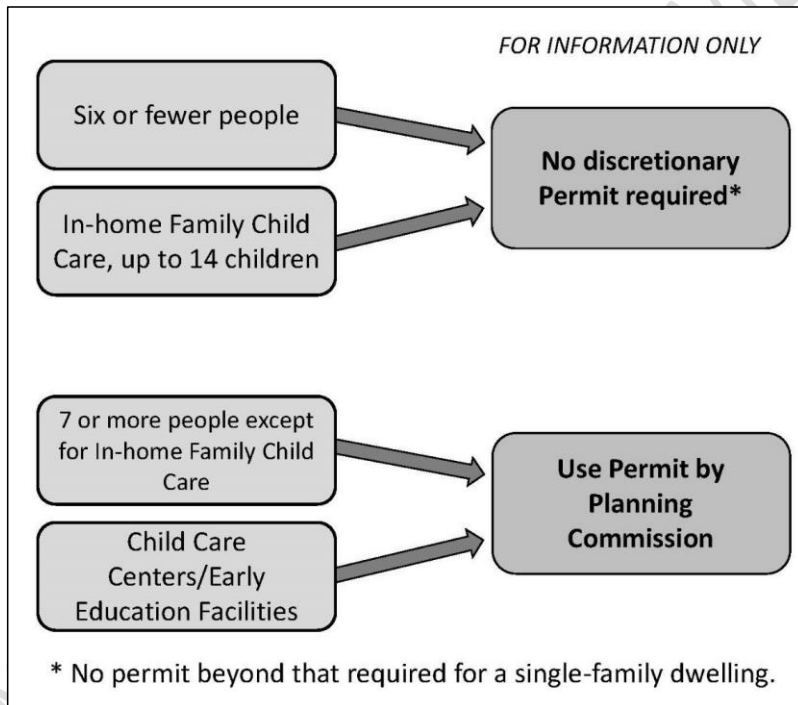 FOR INFORMATION ONLY
Six or fewer people
No discretionary
Permit required*
In-home Family Child
Care, up to 14 children
7 or more people except
for In-home Family Child
Care
Use Permit by
Planning
Commission
Child Care
Centers/Early
Education Facilities
* No permit beyond that required for a single-family dwelling.